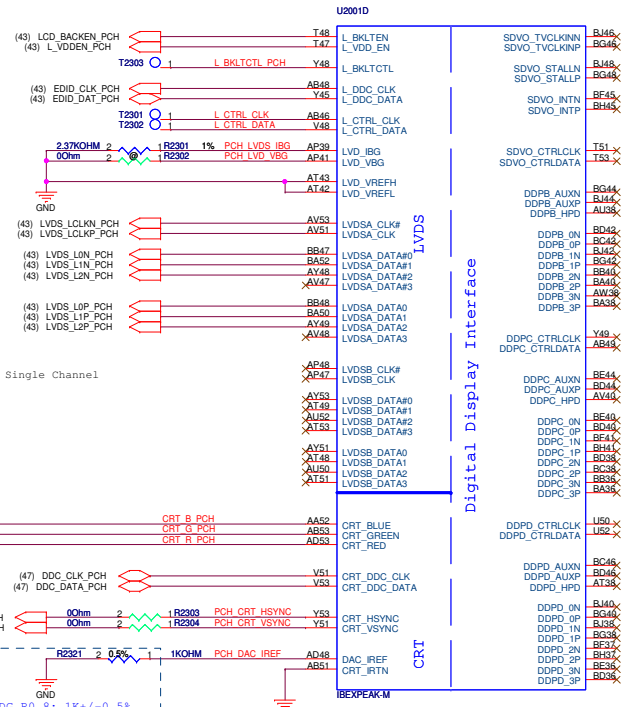 U2001D
(43) LCD_BACKEN_PCH T48 L_BKLTEN SDVO_TVCLKINN BJ46
(43) L_VDDEN_PCH T47 L_VDD_EN SDVO_TVCLKINP BG46
T2303 1 L_BKLTCTL_PCH Y48 L_BKLTCTL SDVO_STALLN BJ48
SDVO_STALLP BG48
(43) EDID_CLK_PCH AB48 L_DDC_CLK
(43) EDID_DAT_PCH Y45 L_DDC_DATA SDVO_INTN BF45
SDVO_INTP BH45
T2301 1 L_CTRL_CLK AB46 L_CTRL_CLK
T2302 1 L_CTRL_DATA V48 L_CTRL_DATA
2.37KOHM 2 1 R2301 1% PCH_LVDS_IBG AP39 LVD_IBG SDVO_CTRLCLK T51
0Ohm 2 @ 1 R2302 PCH_LVD_VBG AP41 LVD_VBG SDVO_CTRLDATA T53
AT43 LVD_VREFH
AT42 LVD_VREFL DDPB_AUXN BG44
DDPB_AUXP BJ44
DDPB_HPD AU38
GND
(43) LVDS_LCLKN_PCH AV53 LVDSA_CLK#
(43) LVDS_LCLKP_PCH AV51 LVDSA_CLK
LVDS
DDPB_0N BD42
DDPB_0P BC42
DDPB_1N BJ42
DDPB_1P BG42
DDPB_2N BB40
DDPB_2P BA40
DDPB_3N AW38
DDPB_3P BA38
(43) LVDS_L0N_PCH BB47 LVDSA_DATA#0
(43) LVDS_L1N_PCH BA52 LVDSA_DATA#1
(43) LVDS_L2N_PCH AY48 LVDSA_DATA#2
AV47 LVDSA_DATA#3
(43) LVDS_L0P_PCH BB48 LVDSA_DATA0
(43) LVDS_L1P_PCH BA50 LVDSA_DATA1
(43) LVDS_L2P_PCH AY49 LVDSA_DATA2
AV48 LVDSA_DATA3
DDPC_CTRLCLK Y49
DDPC_CTRLDATA AB49
Digital Display Interface
Single Channel
AP48 LVDSB_CLK#
AP47 LVDSB_CLK
DDPC_AUXN BE44
DDPC_AUXP BD44
DDPC_HPD AV40
AY53 LVDSB_DATA#0
AT49 LVDSB_DATA#1
AU52 LVDSB_DATA#2
AT53 LVDSB_DATA#3
DDPC_0N BE40
DDPC_0P BD40
DDPC_1N BF41
DDPC_1P BH41
DDPC_2N BD38
DDPC_2P BC38
DDPC_3N BB36
DDPC_3P BA36
AY51 LVDSB_DATA0
AT48 LVDSB_DATA1
AU50 LVDSB_DATA2
AT51 LVDSB_DATA3
CRT_B_PCH AA52 CRT_BLUE
CRT_G_PCH AB53 CRT_GREEN
CRT_R_PCH AD53 CRT_RED
DDPD_CTRLCLK U50
DDPD_CTRLDATA U52
(47) DDC_CLK_PCH V51 CRT_DDC_CLK
(47) DDC_DATA_PCH V53 CRT_DDC_DATA
DDPD_AUXN BC46
DDPD_AUXP BD46
DDPD_HPD AT38
H 0Ohm 2 1 R2303 PCH_CRT_HSYNC Y53 CRT_HSYNC
H 0Ohm 2 1 R2304 PCH_CRT_VSYNC Y51 CRT_VSYNC
DDPD_0N BJ40
DDPD_0P BG40
DDPD_1N BJ38
DDPD_1P BG38
DDPD_2N BF37
DDPD_2P BH37
DDPD_3N BE36
DDPD_3P BD36
CRT
R2321 2 0.5% 1 1KOHM PCH_DAC_IREF AD48 DAC_IREF
AB51 CRT_IRTN
GND
IBEXPEAK-M